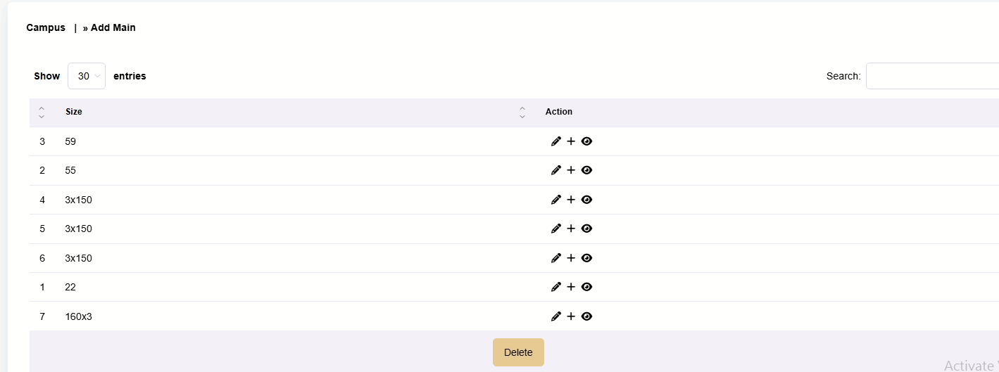 Campus | » Add Main
Show 30 entries Search:
Size Action
3 59
2 55
4 3x150
5 3x150
6 3x150
1 22
7 160x3
Delete
Activate